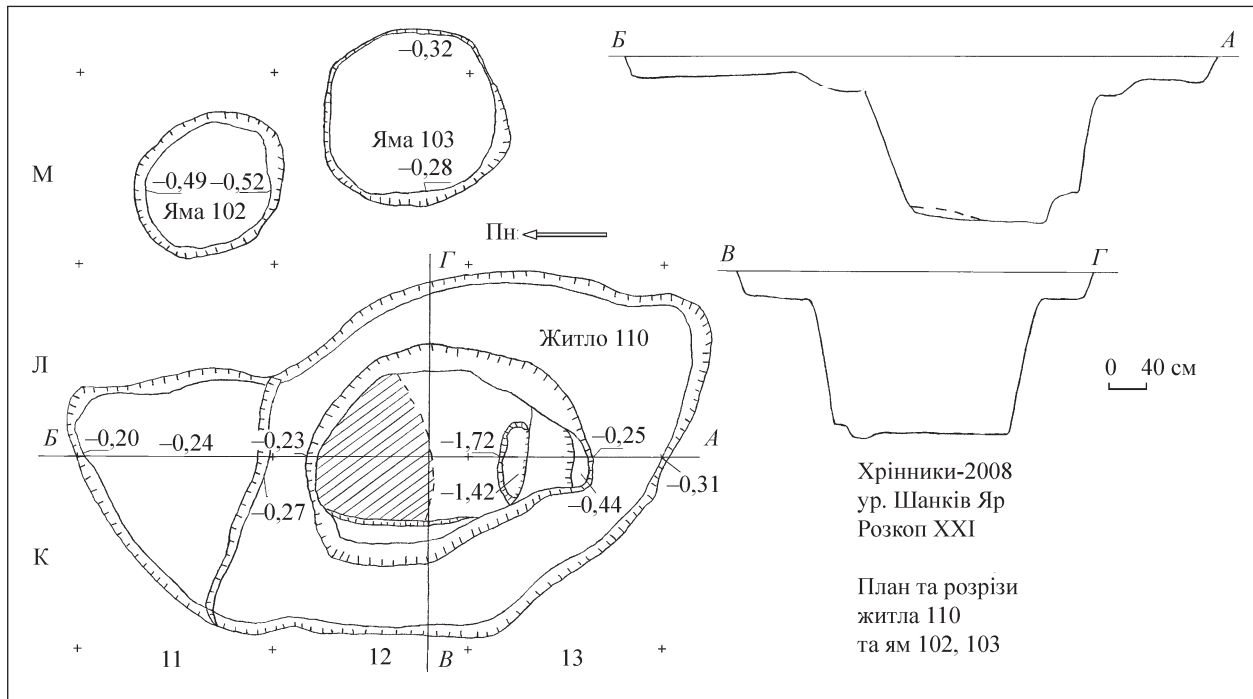 −0,32
Яма 103
−0,28
М
−0,49 −0,52
Яма 102
Пн
Г
Житло 110
Л
Б
−0,20
−0,24
−0,23
−1,72
−0,25
А
−1,42
−0,44
−0,31
−0,27
К
11
12
В
13
Б
А
В
Г
0 40 см
Хрінники-2008
ур. Шанків Яр
Розкоп XXI
План та розрізи
житла 110
та ям 102, 103